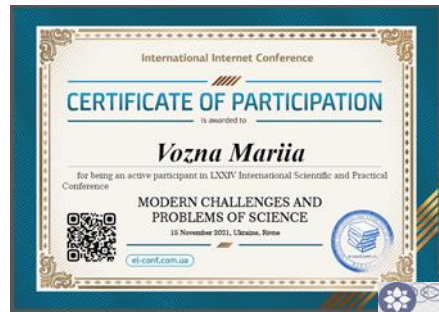 International Internet Conference
CERTIFICATE OF PARTICIPATION
is awarded to
Vozna Mariia
for being an active participant in LXXIV International Scientific and Practical
Conference
MODERN CHALLENGES AND
PROBLEMS OF SCIENCE
15 November 2021, Ukraine, Rivne
el-conf.com.ua